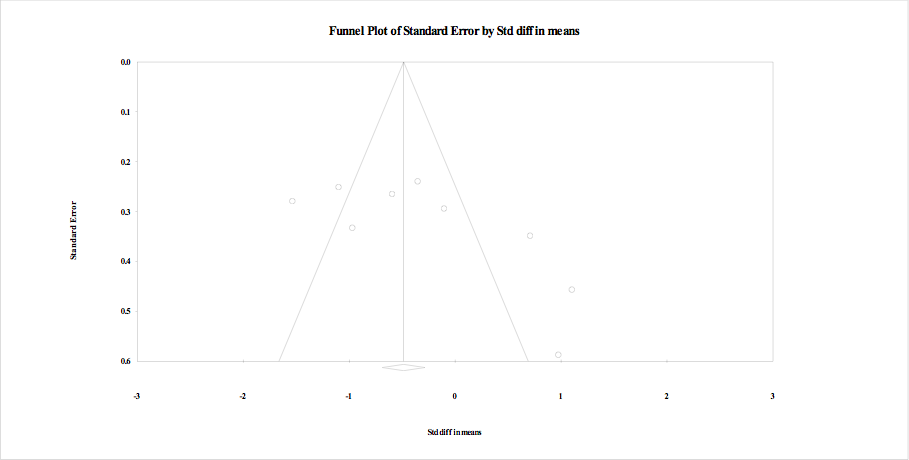 Funnel Plot of Standard Error by Std diff in means
0.0
0.1
0.2
0.3
0.4
0.5
0.6
Standard Error
-3 -2 -1 0 1 2 3
Std diff in means